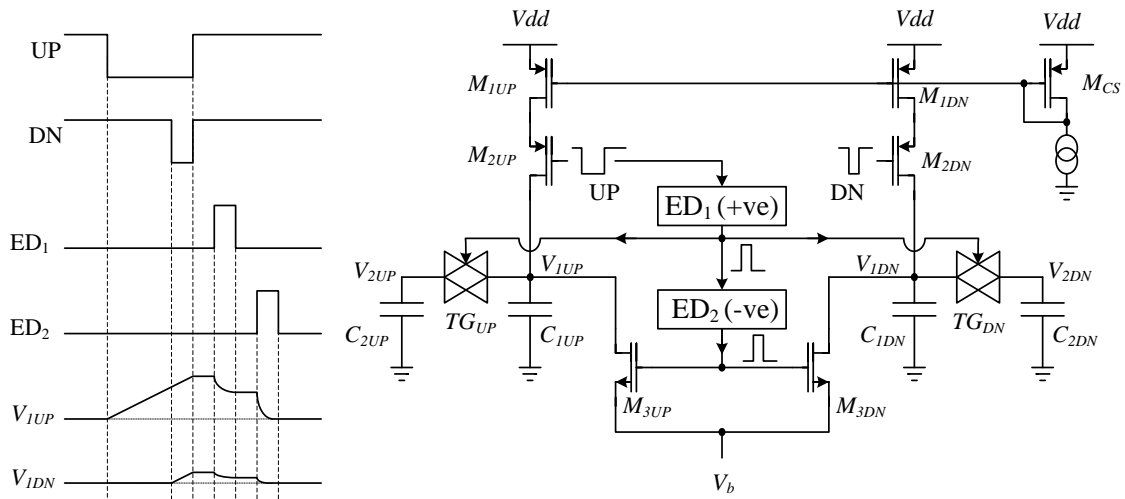 UP
DN
ED1
ED2
V1UP
V1DN
Vdd Vdd Vdd
M1UP M1DN MCS
M2UP M2DN
UP DN
ED1 (+ve)
V2UP V1UP V1DN V2DN
ED2 (-ve)
C2UP TGUP C1UP C1DN TGDN C2DN
M3UP M3DN
Vb